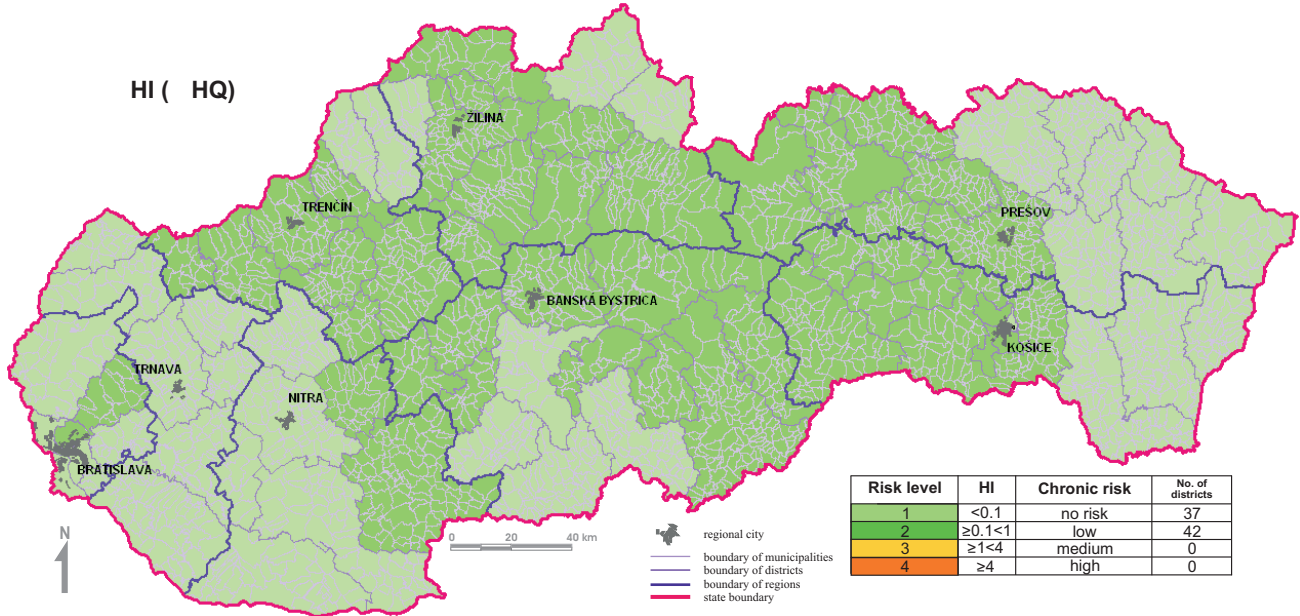 HI ( HQ)
ŽILINA
TRENČÍN
PREŠOV
BANSKÁ BYSTRICA
KOŠICE
TRNAVA
NITRA
BRATISLAVA
N
0 20 40 km
regional city
boundary of municipalities
boundary of districts
boundary of regions
state boundary
Risk level HI Chronic risk No. of districts
1 <0.1 no risk 37
2 ≥0.1<1 low 42
3 ≥1<4 medium 0
4 ≥4 high 0